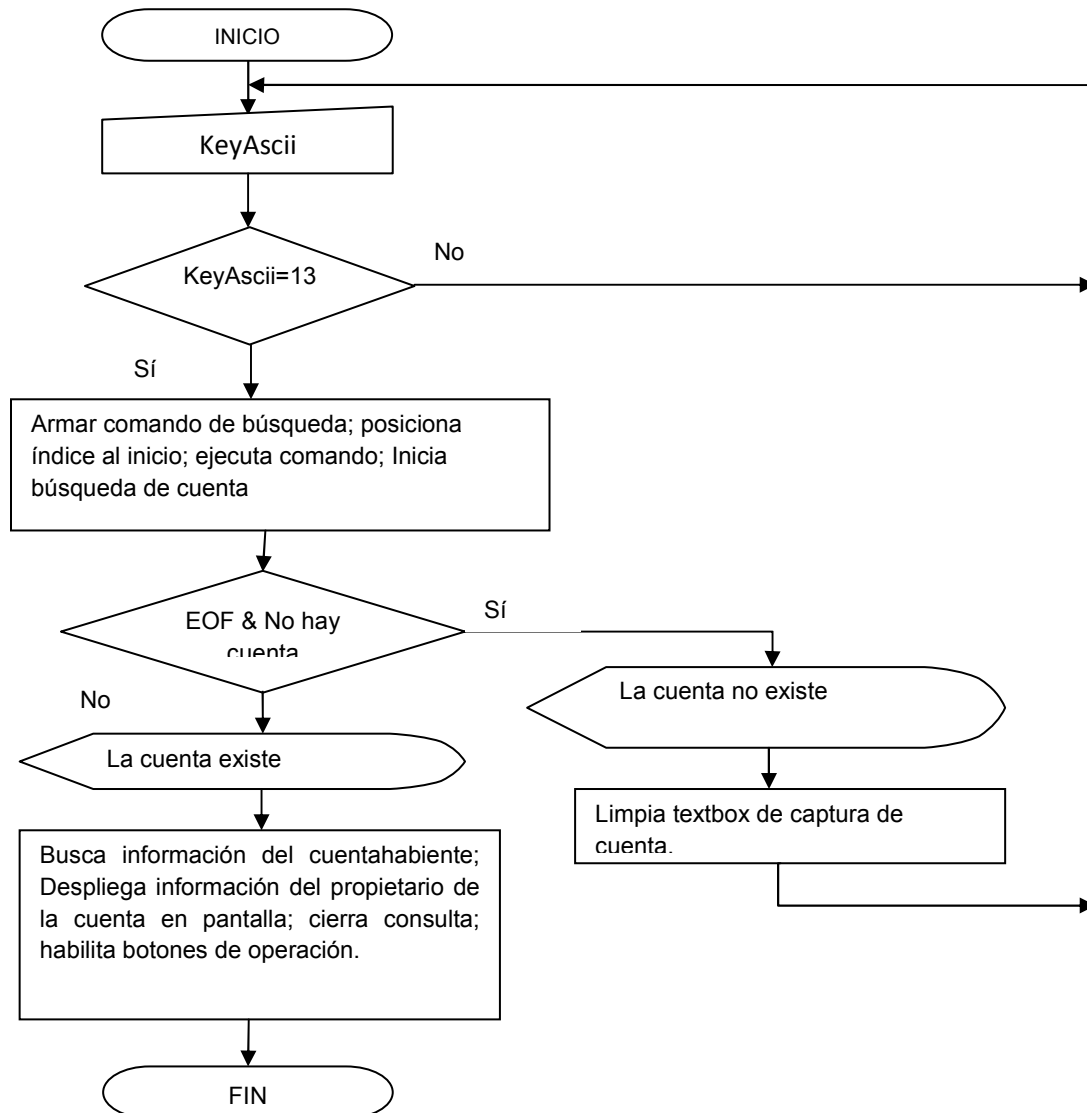 INICIO
KeyAscii
KeyAscii=13
No
Sí
Armar comando de búsqueda; posiciona
índice al inicio; ejecuta comando; Inicia
búsqueda de cuenta
EOF & No hay
cuenta
Sí
No
La cuenta no existe
La cuenta existe
Limpia textbox de captura de
cuenta.
Busca información del cuentahabiente;
Despliega información del propietario de
la cuenta en pantalla; cierra consulta;
habilita botones de operación.
FIN